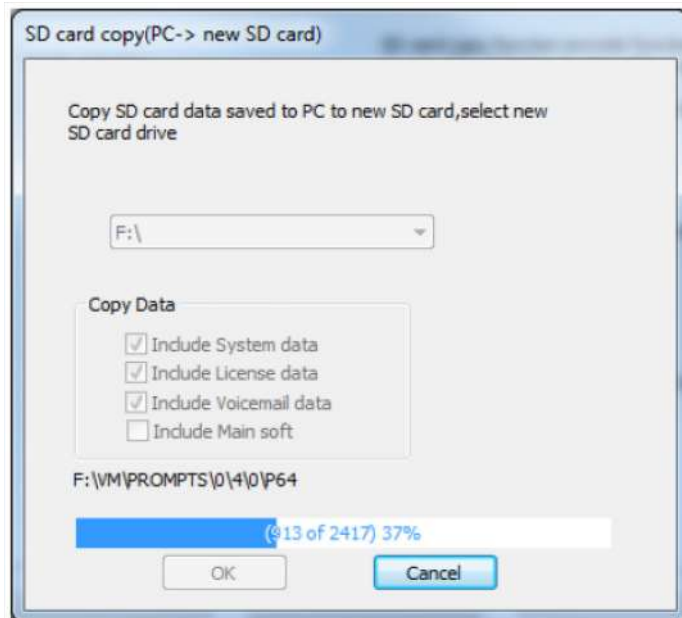 SD card copy(PC-> new SD card)
Copy SD card data saved to PC to new SD card,select new
SD card drive
F:\
Copy Data
Include System data
Include License data
Include Voicemail data
Include Main soft
F:\VM\PROMPTS\0\4\0\P64
(913 of 2417) 37%
OK
Cancel